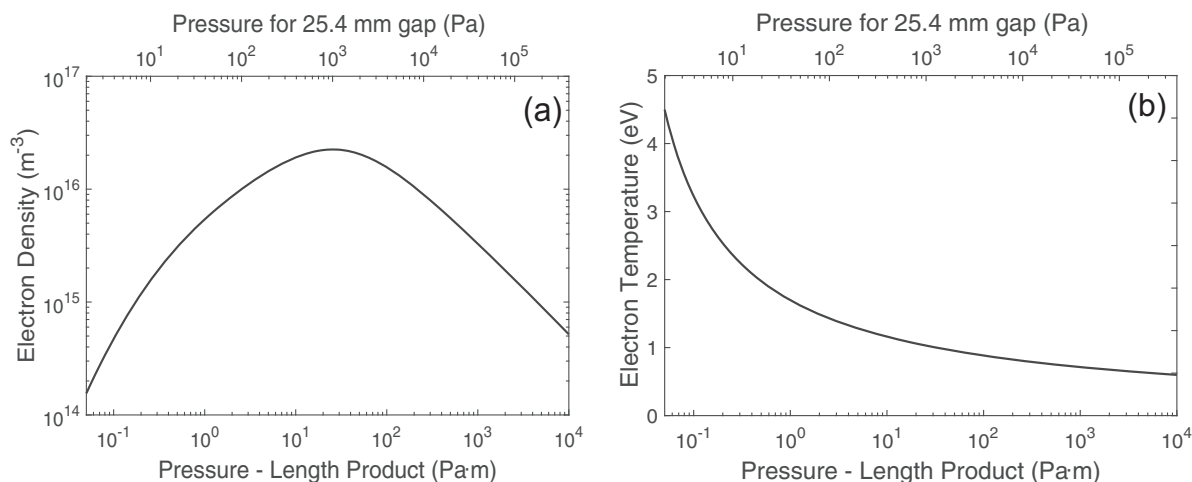 Pressure for 25.4 mm gap (Pa)
10^1 10^2 10^3 10^4 10^5
(a)
Electron Density (m^-3)
10^17
10^16
10^15
10^14
10^-1 10^0 10^1 10^2 10^3 10^4
Pressure - Length Product (Pa·m)
Pressure for 25.4 mm gap (Pa)
10^1 10^2 10^3 10^4 10^5
(b)
Electron Temperature (eV)
5
4
3
2
1
0
10^-1 10^0 10^1 10^2 10^3 10^4
Pressure - Length Product (Pa·m)